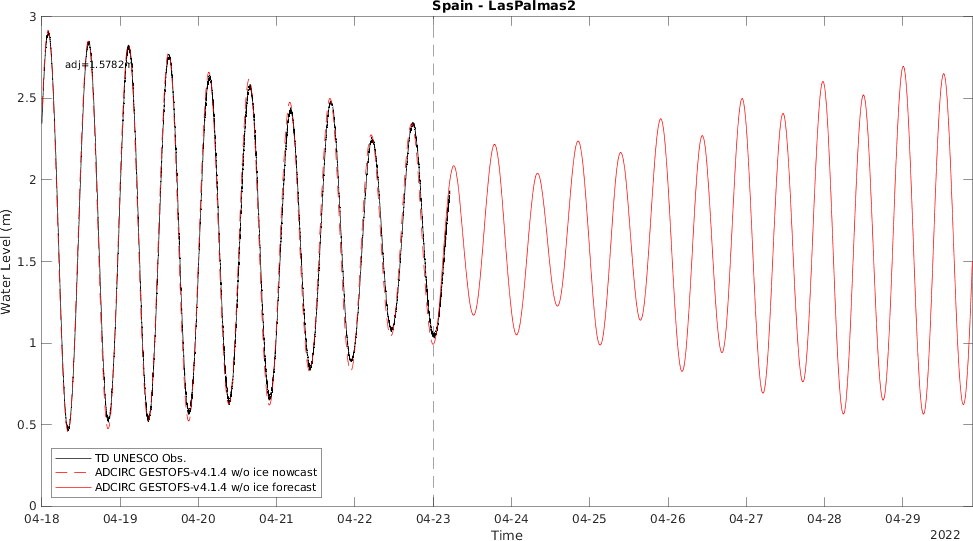 Spain - LasPalmas2
3
adj=1.5782m
2.5
2
1.5
1
0.5
0
Water Level (m)
TD UNESCO Obs.
ADCIRC GESTOFS-v4.1.4 w/o ice nowcast
ADCIRC GESTOFS-v4.1.4 w/o ice forecast
04-18 04-19 04-20 04-21 04-22 04-23 04-24 04-25 04-26 04-27 04-28 04-29
Time
2022